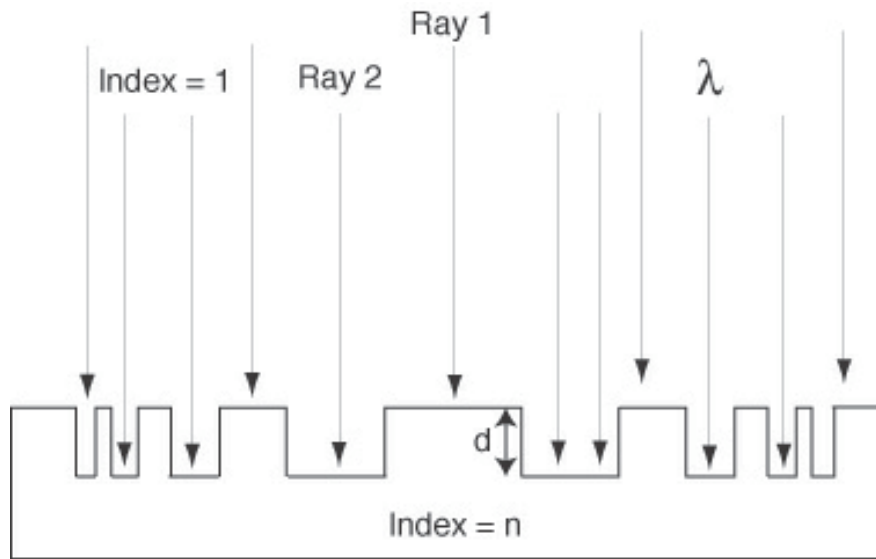 Ray 1
Index = 1
Ray 2
λ
d
Index = n